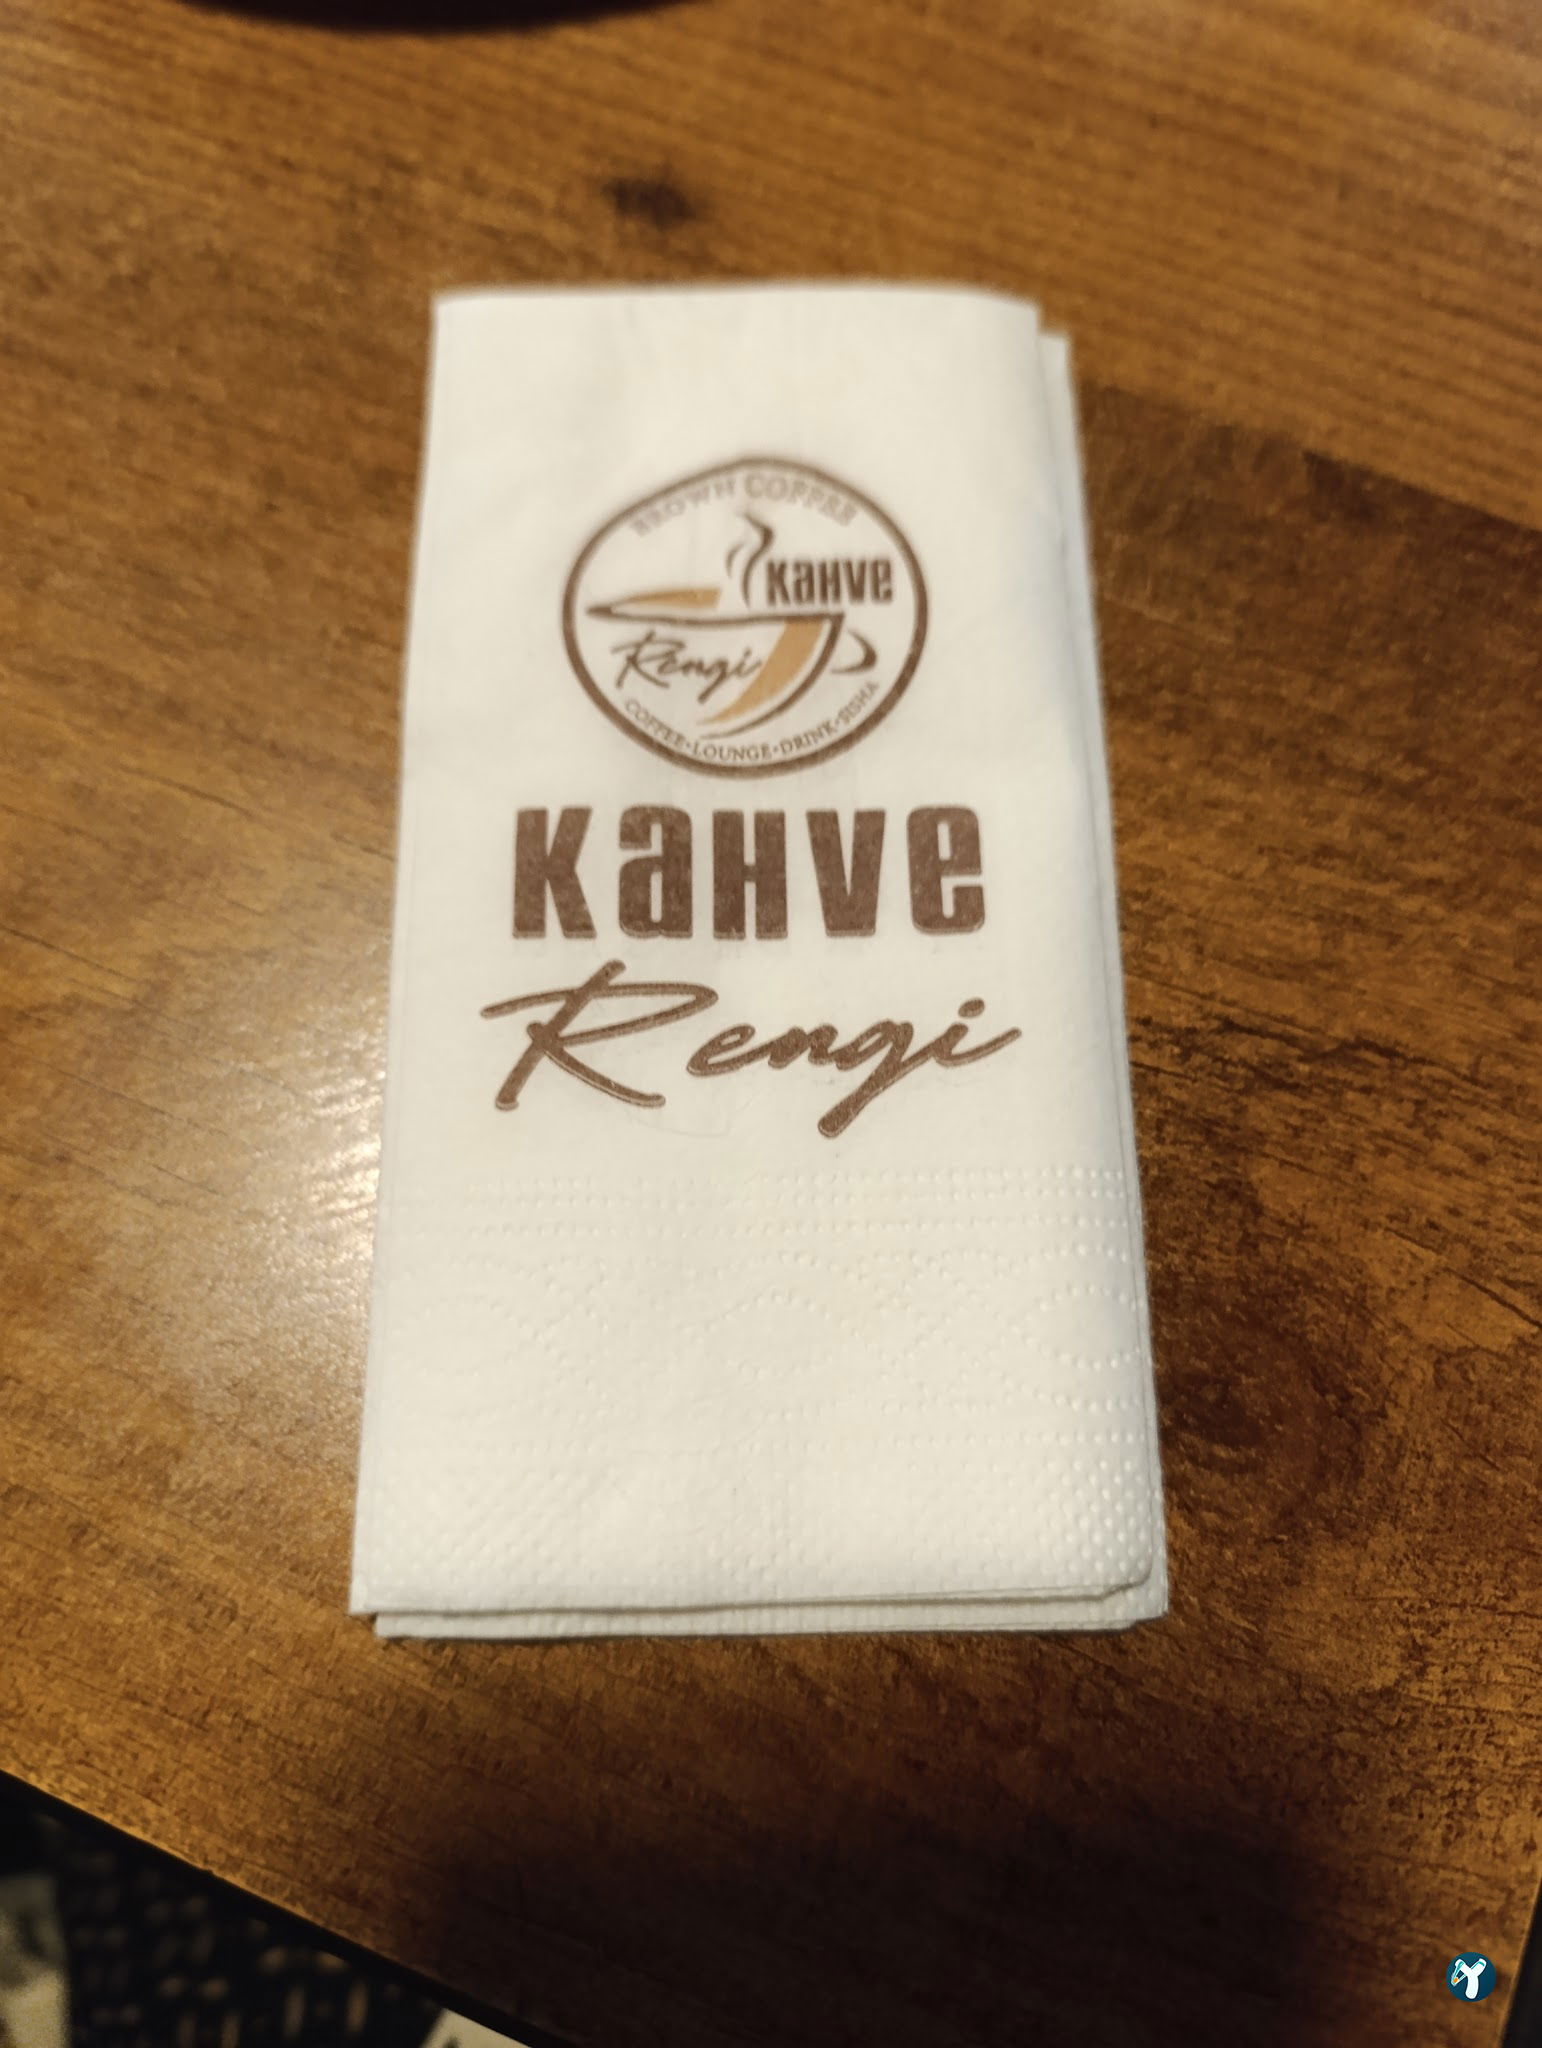 BROWN COFFEE
KaHVe
Rengi
COFFEE•LOUNGE•DRINK•SISHA
KaHVe
Rengi